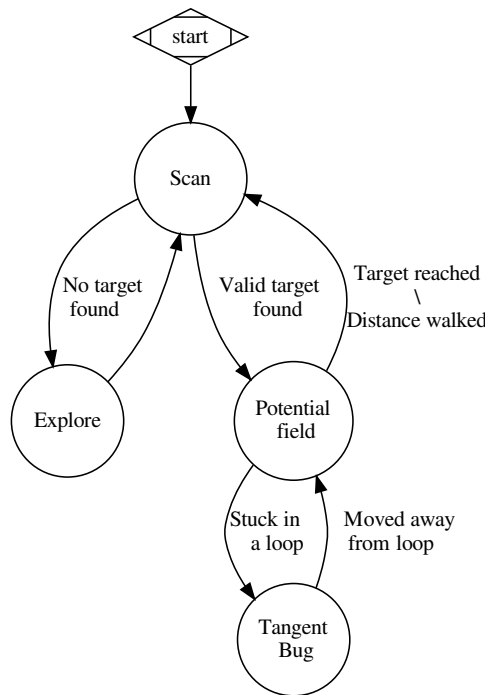 start
Scan
No target
found
Valid target
found
Target reached
\
Distance walked
Explore
Potential
field
Stuck in
a loop
Moved away
from loop
Tangent
Bug